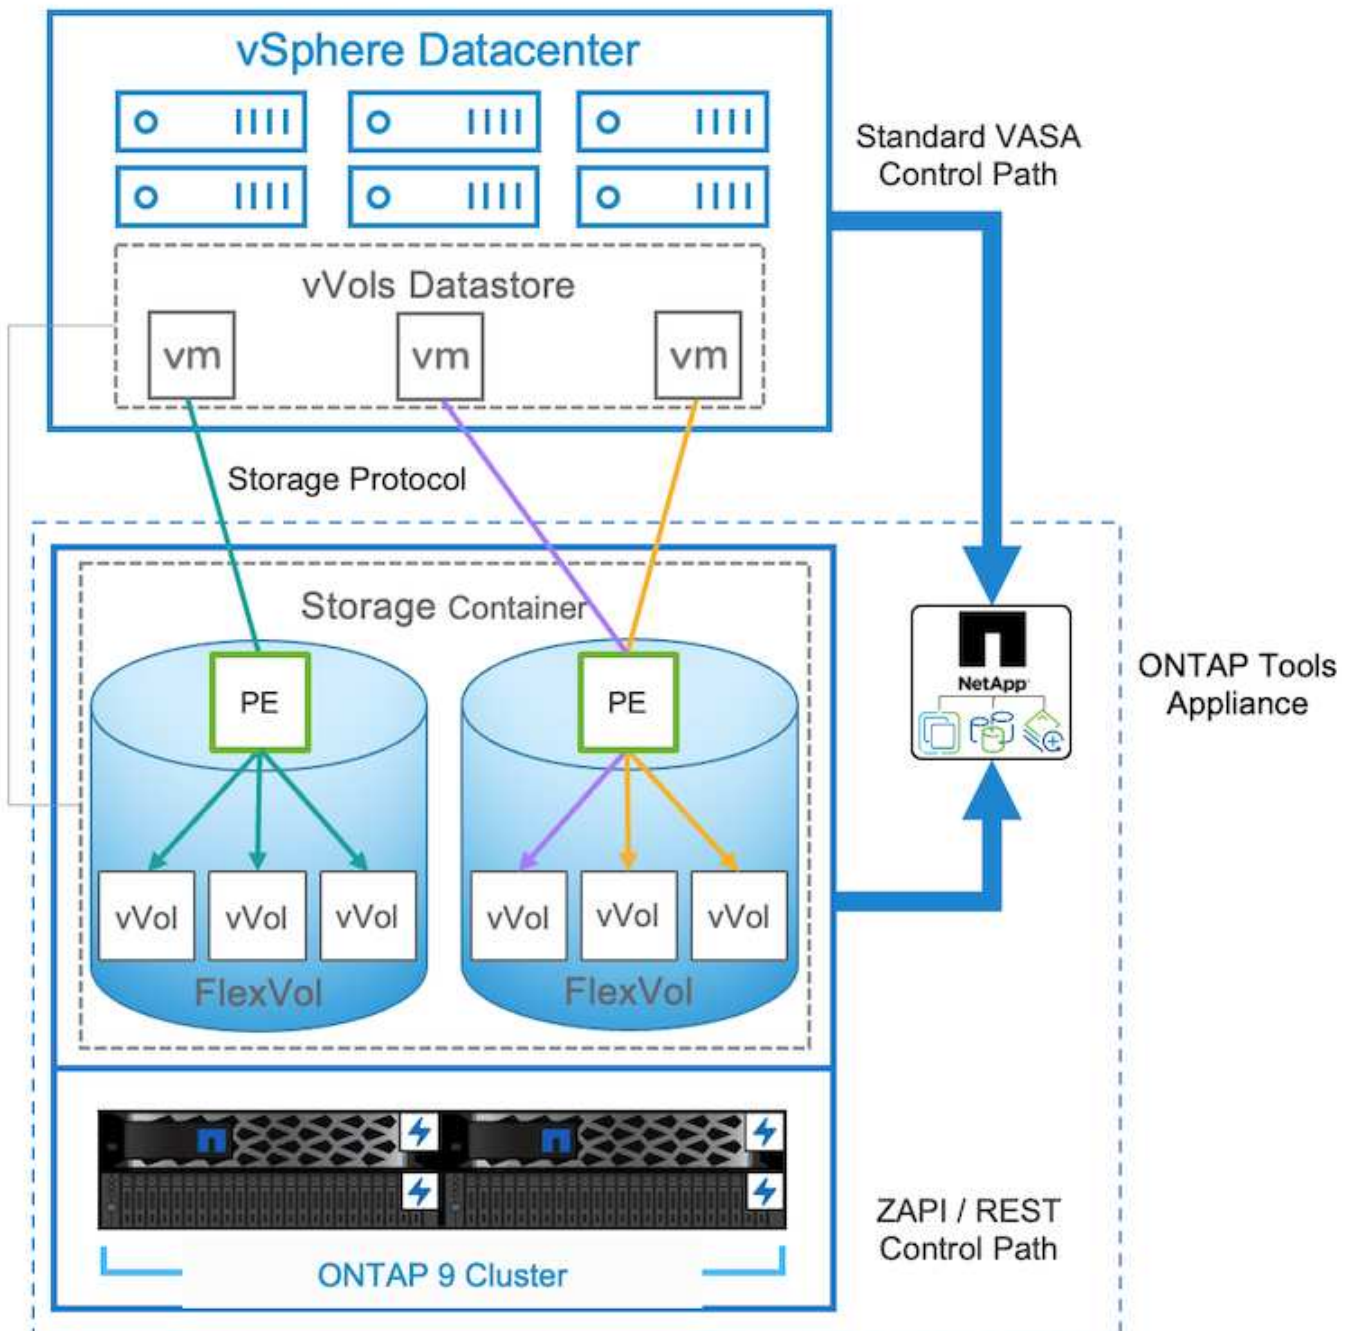 vSphere Datacenter
Standard VASA
Control Path
vVols Datastore
vm
vm
vm
Storage Protocol
Storage Container
PE
PE
NetApp
ONTAP Tools
Appliance
vVol
vVol
vVol
vVol
vVol
vVol
FlexVol
FlexVol
ZAPI / REST
Control Path
ONTAP 9 Cluster